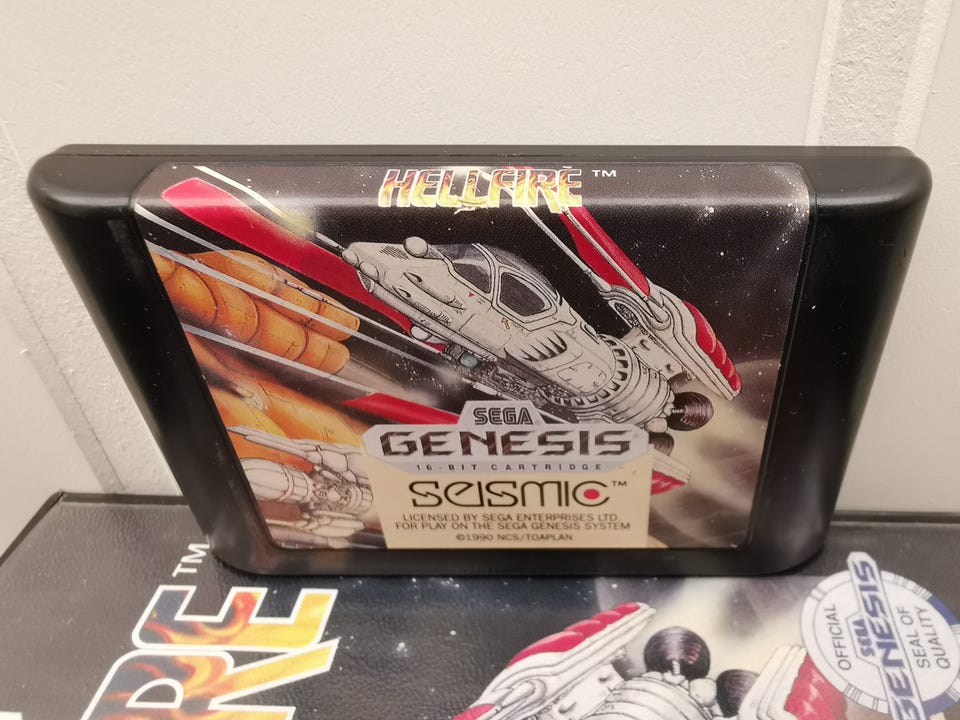 HELLFIRE™
SEGA
GENESIS
16-BIT CARTRIDGE
SEISMIC™
LICENSED BY SEGA ENTERPRISES LTD.
FOR PLAY ON THE SEGA GENESIS SYSTEM
©1990 NCS/TOAPLAN
RE™
OFFICIAL
SEGA
GENESIS
SEAL OF
QUALITY